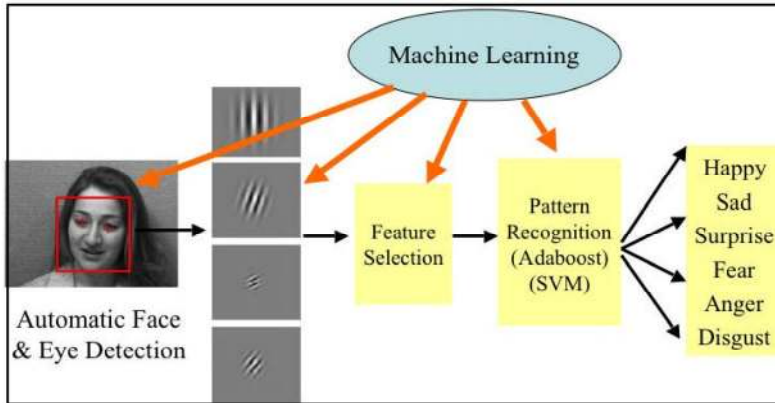 Machine Learning
Automatic Face
& Eye Detection
Feature
Selection
Pattern
Recognition
(Adaboost)
(SVM)
Happy
Sad
Surprise
Fear
Anger
Disgust